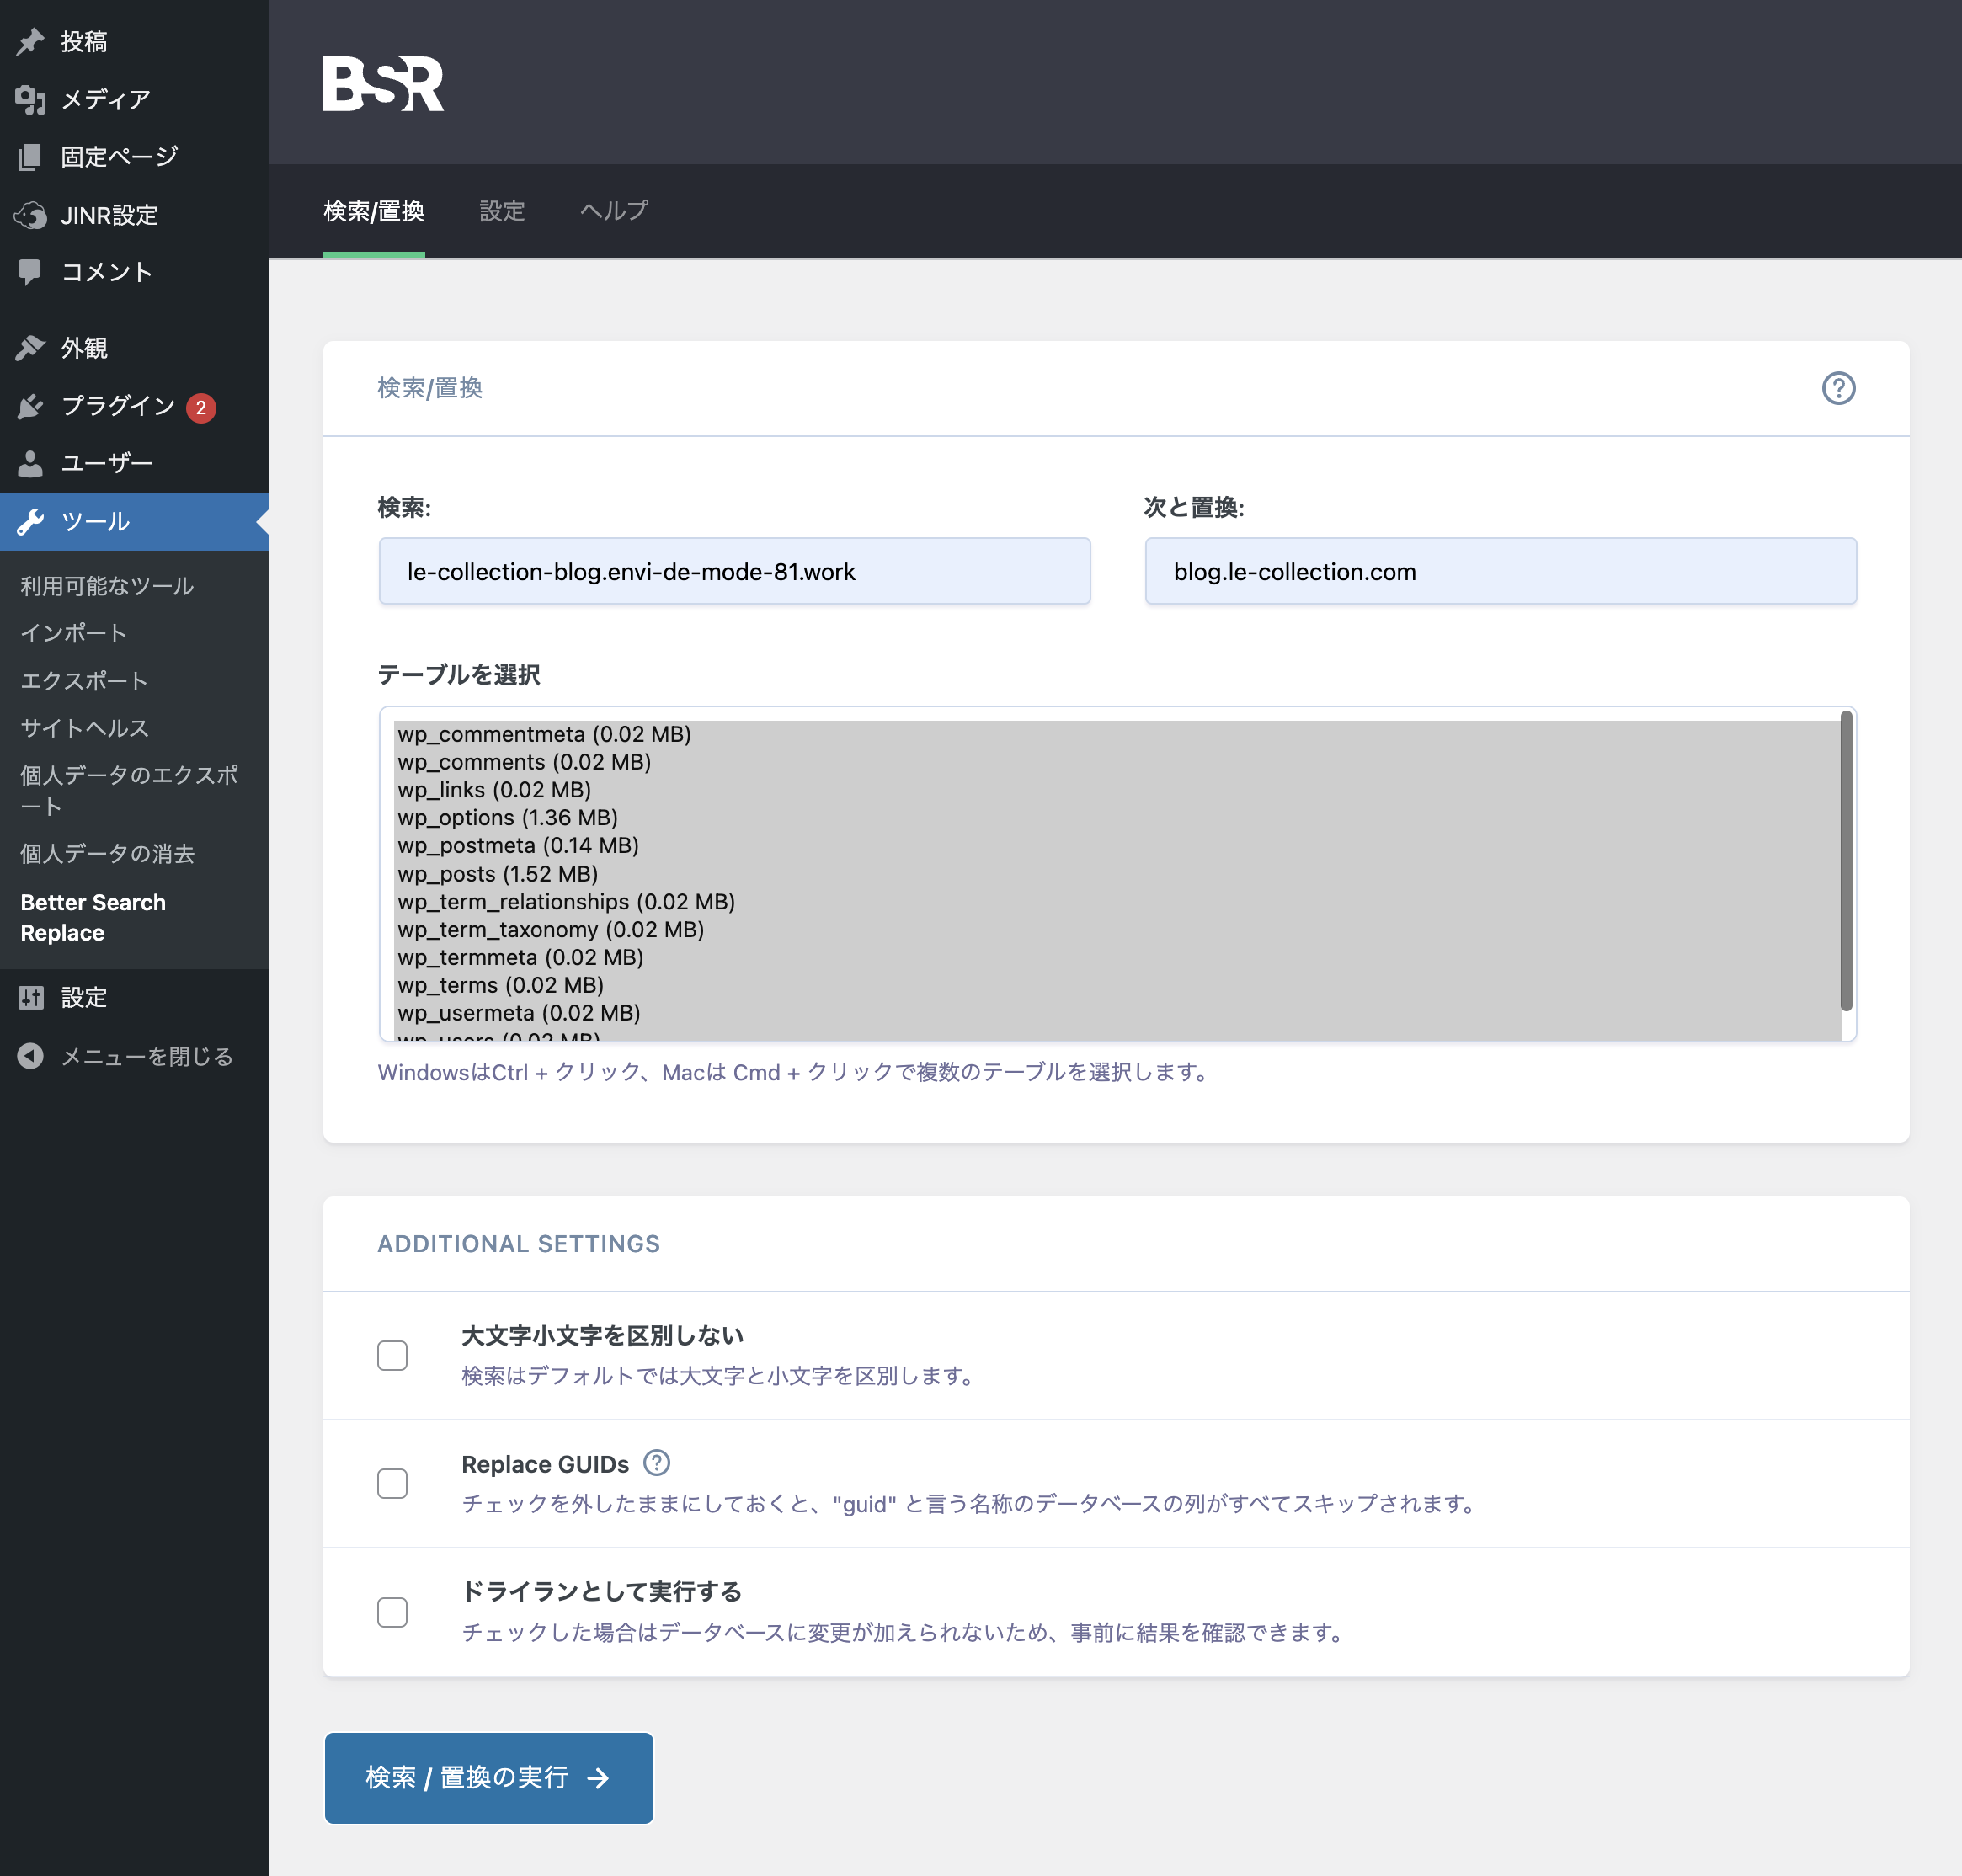 投稿
メディア
固定ページ
JINR設定
コメント
外観
プラグイン 2
ユーザー
ツール
利用可能なツール
インポート
エクスポート
サイトヘルス
個人データのエクスポ
ート
個人データの消去
Better Search
Replace
設定
メニューを閉じる
BSR
検索/置換 設定 ヘルプ
検索/置換
検索: 次と置換:
le-collection-blog.envi-de-mode-81.work blog.le-collection.com
テーブルを選択
wp_commentmeta (0.02 MB)
wp_comments (0.02 MB)
wp_links (0.02 MB)
wp_options (1.36 MB)
wp_postmeta (0.14 MB)
wp_posts (1.52 MB)
wp_term_relationships (0.02 MB)
wp_term_taxonomy (0.02 MB)
wp_termmeta (0.02 MB)
wp_terms (0.02 MB)
wp_usermeta (0.02 MB)
wp_users (0.02 MB)
WindowsはCtrl + クリック、Macは Cmd + クリックで複数のテーブルを選択します。
ADDITIONAL SETTINGS
大文字小文字を区別しない
検索はデフォルトでは大文字と小文字を区別します。
Replace GUIDs ?
チェックを外したままにしておくと、"guid" と言う名称のデータベースの列がすべてスキップされます。
ドライランとして実行する
チェックした場合はデータベースに変更が加えられないため、事前に結果を確認できます。
検索 / 置換の実行 →